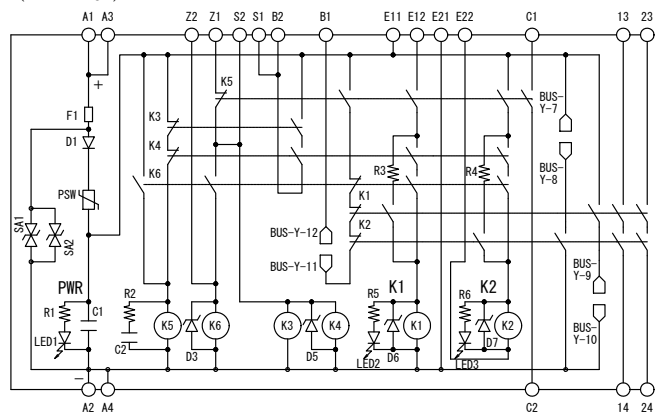 A1 A3 Z2 Z1 S2 S1 B2 B1 E11 E12 E21 E22 C1 13 23
+
K5
BUS-
Y-7
F1
K3
D1
K4
R3
R4
BUS-
Y-8
PSW
K6
K1
SA1
SA2
K2
BUS-Y-12
BUS-Y-11
BUS-
Y-9
PWR
K1
K2
R1
C1
R2
R5
R6
BUS-
Y-10
K5 K6 K3 K4 K1 K2
LED1
C2
D3
D5
D6
D7
LED2
LED3
−
A2 A4 C2 14 24